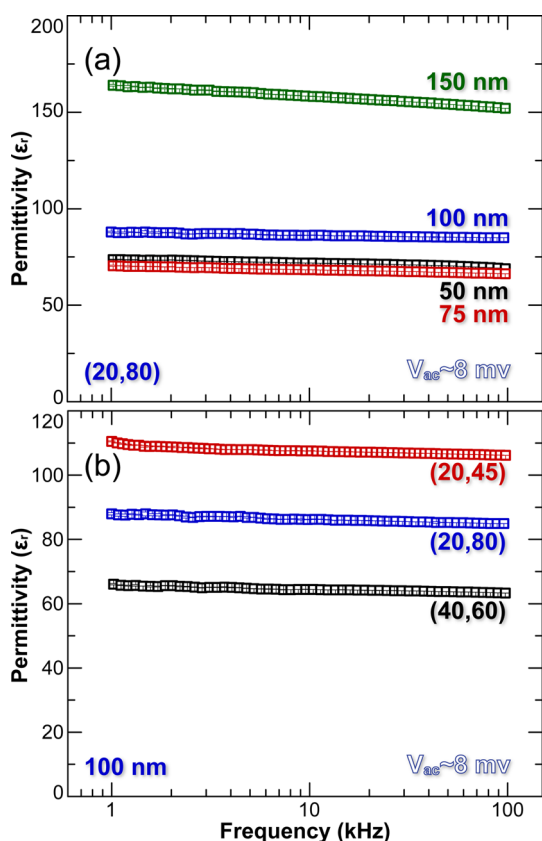 (a)
Permittivity (εr)
200
150
100
50
0
150 nm
100 nm
50 nm
75 nm
(20,80)
Vac~8 mv
(b)
Permittivity (εr)
120
100
80
60
40
20
0
(20,45)
(20,80)
(40,60)
100 nm
Vac~8 mv
1
10
100
Frequency (kHz)